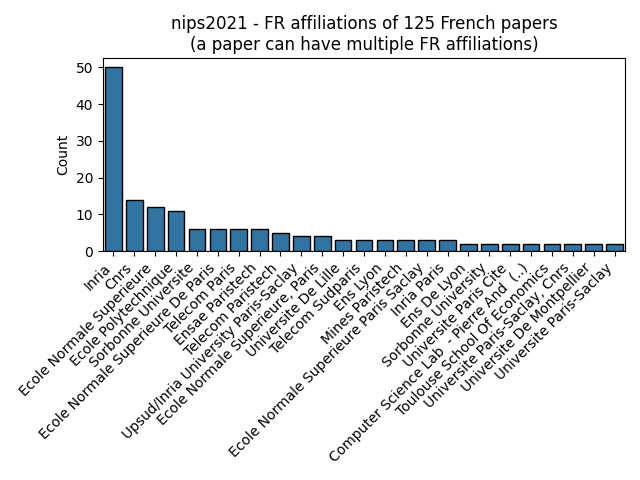 nips2021 - FR affiliations of 125 French papers
(a paper can have multiple FR affiliations)
Count
50
40
30
20
10
0
Inria
Cnrs
Ecole Normale Superieure
Ecole Polytechnique
Sorbonne Universite
Ecole Normale Superieure De Paris
Telecom Paris
Ensae Paristech
Telecom Paristech
Upsud/Inria University Paris-Saclay
Ecole Normale Superieure, Paris
Universite De Lille
Telecom Sudparis
Ens Lyon
Mines Paristech
Ecole Normale Superieure Paris Saclay
Inria Paris
Ens De Lyon
Sorbonne University
Universite Paris Cite
Computer Science Lab  - Pierre And  (..)
Toulouse School Of Economics
Universite Paris-Saclay, Cnrs
Universite De Montpellier
Universite Paris-Saclay